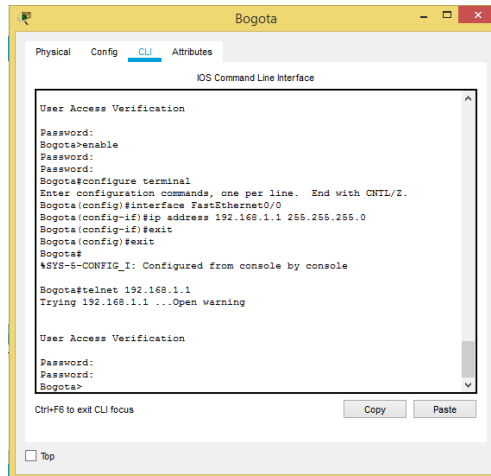 Bogota
Physical Config CLI Attributes
IOS Command Line Interface
User Access Verification
Password:
Bogota>enable
Password:
Password:
Bogota#configure terminal
Enter configuration commands, one per line.  End with CNTL/Z.
Bogota(config)#interface FastEthernet0/0
Bogota(config-if)#ip address 192.168.1.1 255.255.255.0
Bogota(config-if)#exit
Bogota(config)#exit
Bogota#
%SYS-5-CONFIG_I: Configured from console by console
Bogota#telnet 192.168.1.1
Trying 192.168.1.1 ...Open warning
User Access Verification
Password:
Password:
Bogota>
Ctrl+F6 to exit CLI focus
Copy Paste
Top